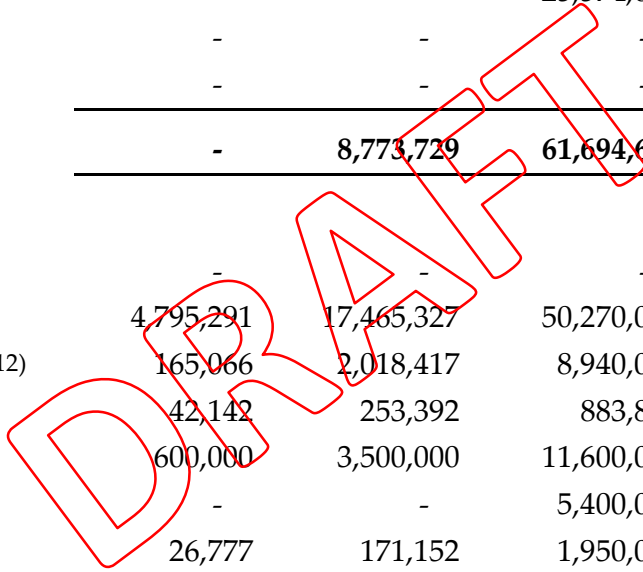 - - -
- - -
- 8,773,729 61,694,6
- - -
4,795,291 17,465,327 50,270,0
12) 165,066 2,018,417 8,940,0
42,142 253,392 883,8
600,000 3,500,000 11,600,0
- - 5,400,0
26,777 171,152 1,950,0
DRAFT